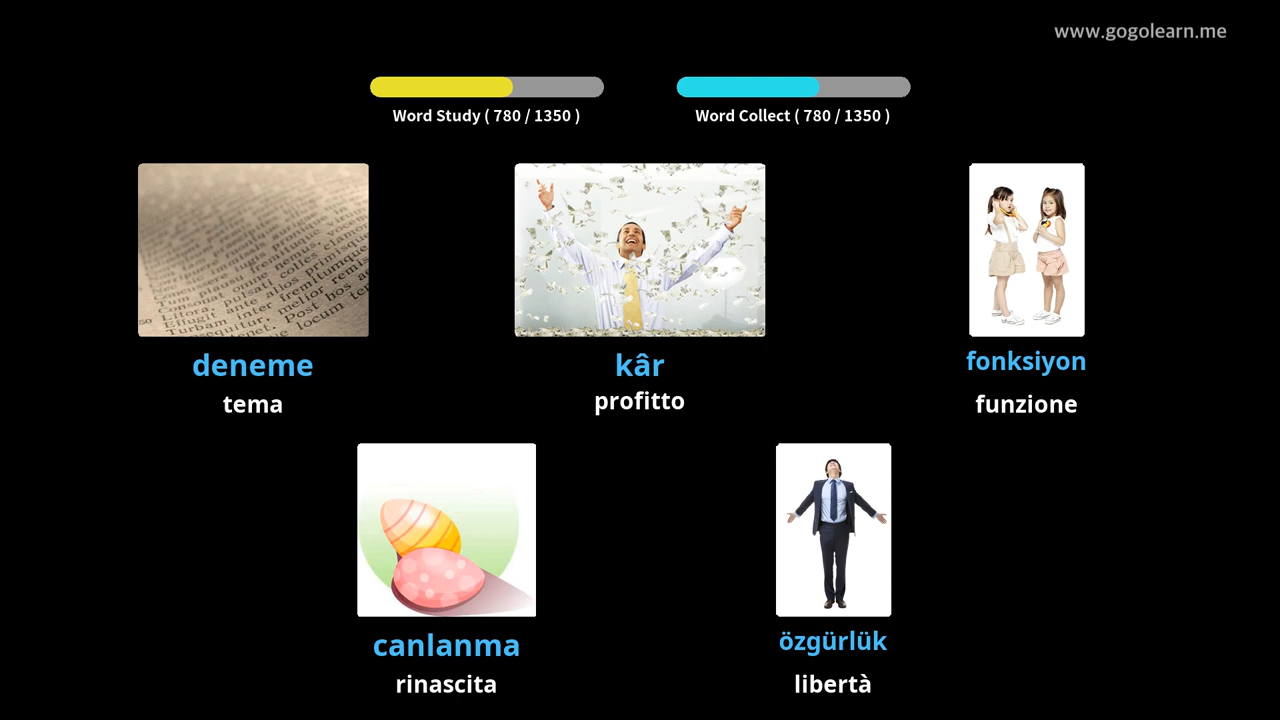 www.gogolearn.me
Word Study ( 780 / 1350 )
Word Collect ( 780 / 1350 )
deneme
tema
kâr
profitto
fonksiyon
funzione
canlanma
rinascita
özgürlük
libertà